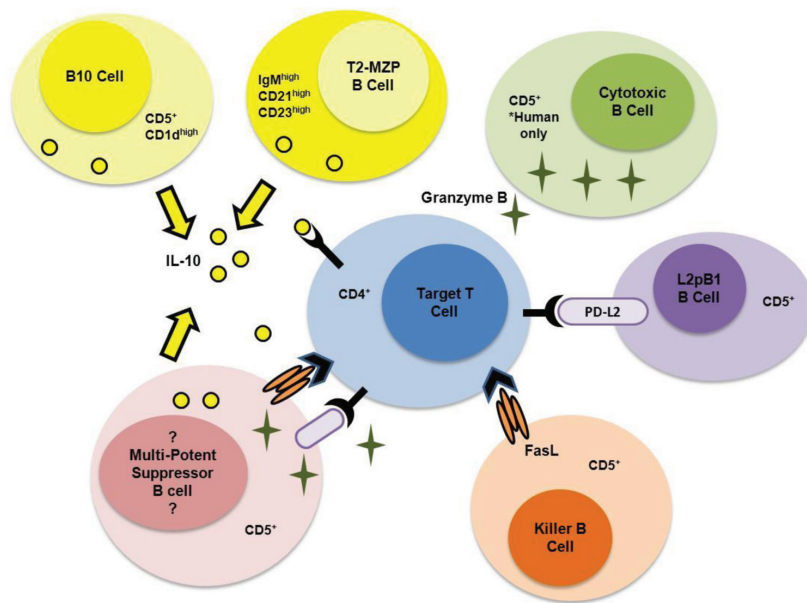 B10 Cell
CD5⁺
CD1dʰⁱᵍʰ
IgMʰⁱᵍʰ
CD21ʰⁱᵍʰ
CD23ʰⁱᵍʰ
T2-MZP
B Cell
CD5⁺
*Human
only
Cytotoxic
B Cell
Granzyme B
IL-10
CD4⁺
Target T
Cell
PD-L2
L2pB1
B Cell
CD5⁺
?
Multi-Potent
Suppressor
B cell
?
CD5⁺
FasL
CD5⁺
Killer B
Cell